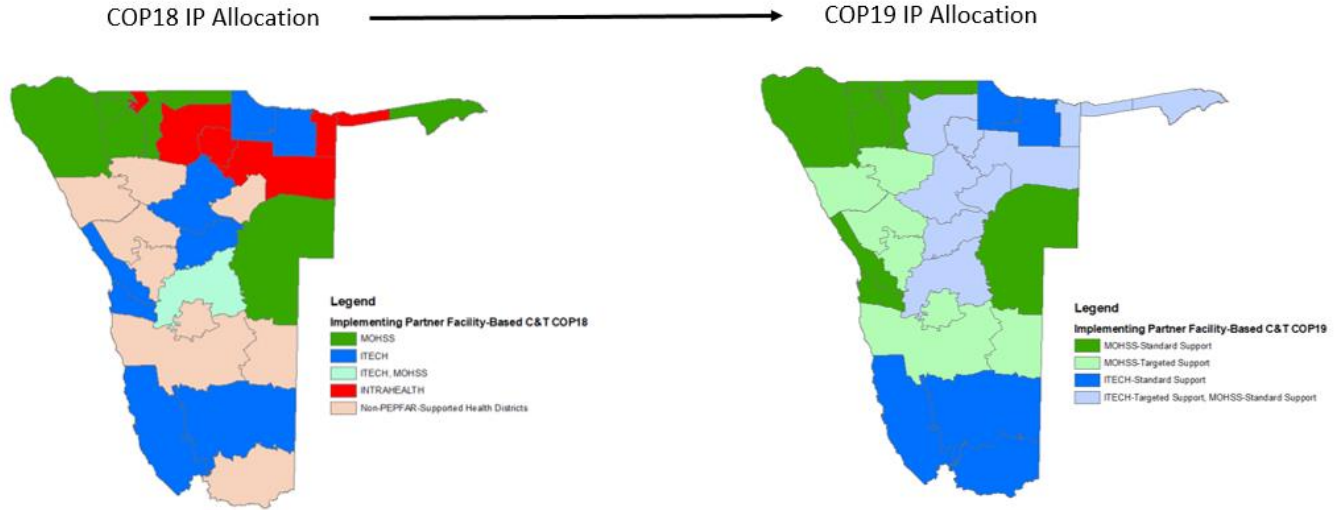 COP18 IP Allocation
COP19 IP Allocation
Legend
Implementing Partner Facility-Based C&T COP18
MOHSS
ITECH
ITECH, MOHSS
INTRAHEALTH
Non-PEPFAR-Supported Health Districts
Legend
Implementing Partner Facility-Based C&T COP19
MOHSS-Standard Support
MOHSS-Targeted Support
ITECH-Standard Support
ITECH-Targeted Support, MOHSS-Standard Support